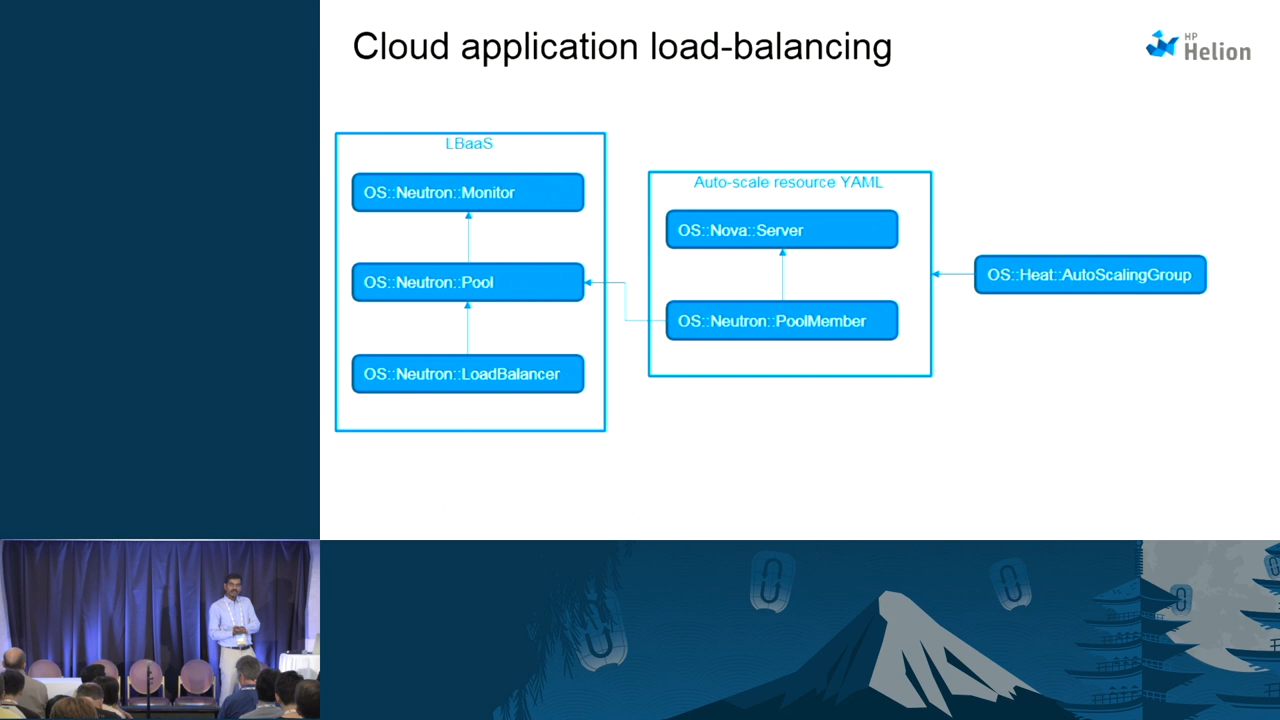 Cloud application load-balancing
HP
Helion
LBaaS
OS::Neutron::Monitor
OS::Neutron::Pool
OS::Neutron::LoadBalancer
Auto-scale resource YAML
OS::Nova::Server
OS::Neutron::PoolMember
OS::Heat::AutoScalingGroup